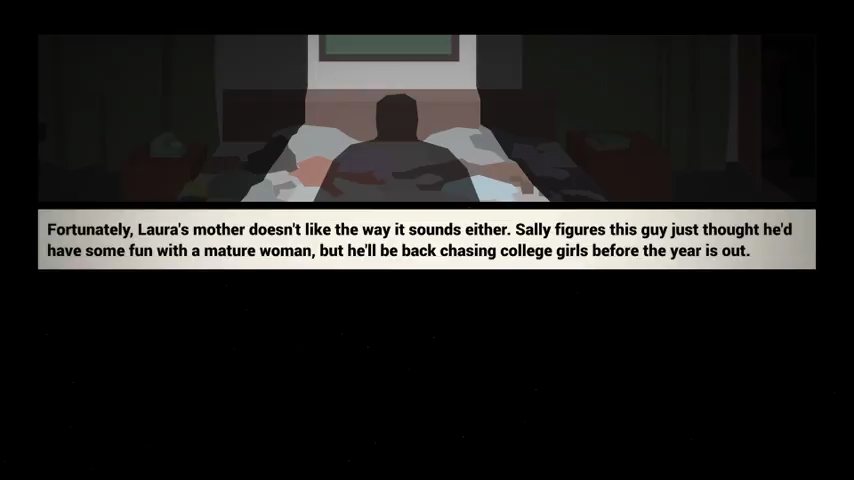 Fortunately, Laura's mother doesn't like the way it sounds either. Sally figures this guy just thought he'd
have some fun with a mature woman, but he'll be back chasing college girls before the year is out.